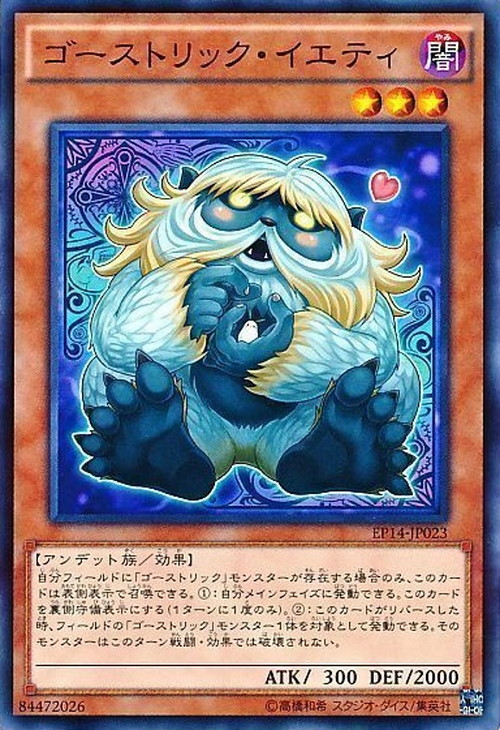 ゴーストリック・イエティ
闇
EP14-JP023
【アンデット族／効果】
自分フィールドに「ゴーストリック」モンスターが存在する場合のみ、このカー
ドは表側表示で召喚できる。①：自分メインフェイズに発動できる。このカード
を裏側守備表示にする(1ターンに1度のみ)。②：このカードがリバースした
時、フィールドの「ゴーストリック」モンスター1体を対象として発動できる。その
モンスターはこのターン戦闘・効果では破壊されない。
ATK/ 300 DEF/2000
84472026
©高橋和希 スタジオ・ダイス/集英社